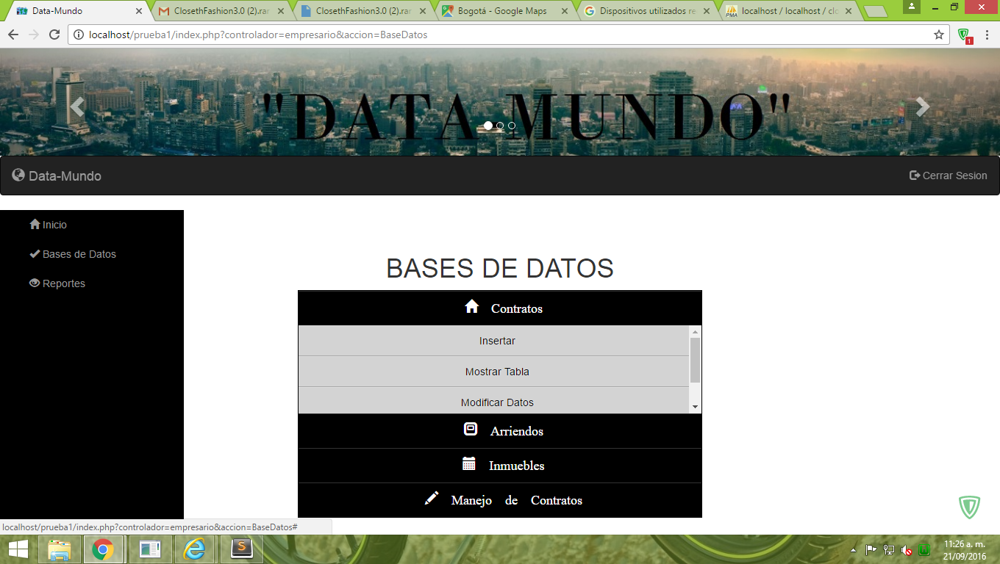 Data-Mundo
ClosethFashion3.0 (2).rar
ClosethFashion3.0 (2).rar
Bogotá - Google Maps
Dispositivos utilizados re
PMA
localhost / localhost / clo
localhost/prueba1/index.php?controlador=empresario&accion=BaseDatos
1
"DATA MUNDO"
Data-Mundo
Cerrar Sesion
Inicio
Bases de Datos
Reportes
BASES DE DATOS
Contratos
Insertar
Mostrar Tabla
Modificar Datos
Arriendos
Inmuebles
Manejo de Contratos
localhost/prueba1/index.php?controlador=empresario&accion=BaseDatos#
11:26 a. m.
21/09/2016